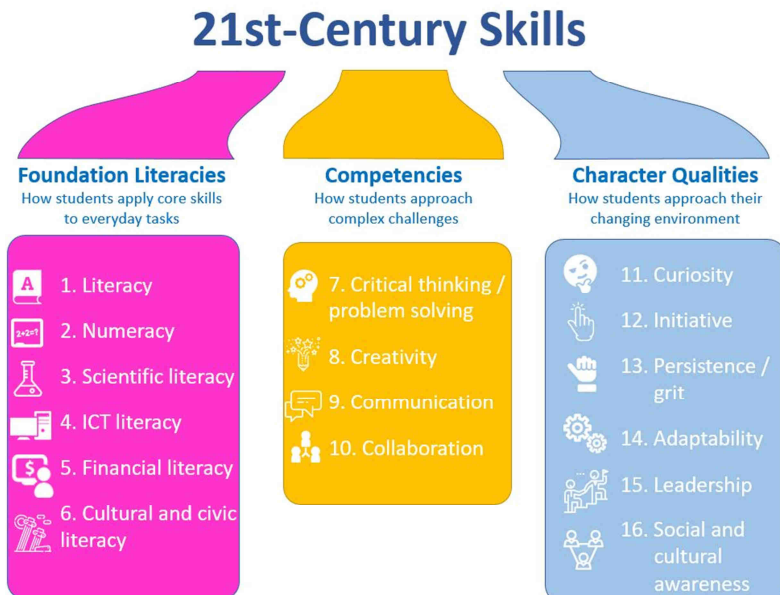 21st-Century Skills
Foundation Literacies
How students apply core skills
to everyday tasks
A
1. Literacy
2+2=?
2. Numeracy
3. Scientific literacy
4. ICT literacy
$
5. Financial literacy
6. Cultural and civic
literacy
Competencies
How students approach
complex challenges
7. Critical thinking /
problem solving
8. Creativity
9. Communication
10. Collaboration
Character Qualities
How students approach their
changing environment
11. Curiosity
12. Initiative
13. Persistence /
grit
14. Adaptability
15. Leadership
16. Social and
cultural
awareness